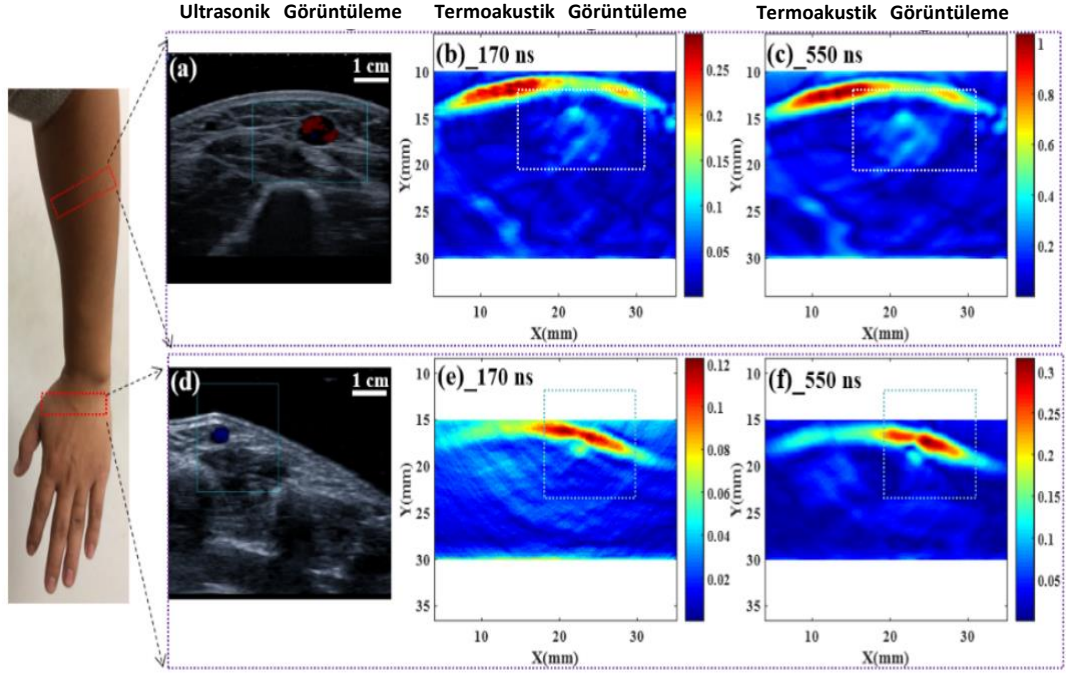 Ultrasonik Görüntüleme
Termoakustik Görüntüleme
Termoakustik Görüntüleme
(a)
1 cm
(b)_170 ns
10
15
20
25
30
Y(mm)
10
20
30
X(mm)
0.25
0.2
0.15
0.1
0.05
(c)_550 ns
10
15
20
25
30
Y(mm)
10
20
30
X(mm)
1
0.8
0.6
0.4
0.2
(d)
1 cm
(e)_170 ns
10
15
20
25
30
35
Y(mm)
10
20
30
X(mm)
0.12
0.1
0.08
0.06
0.04
0.02
(f)_550 ns
10
15
20
25
30
35
Y(mm)
10
20
30
X(mm)
0.3
0.25
0.2
0.15
0.1
0.05